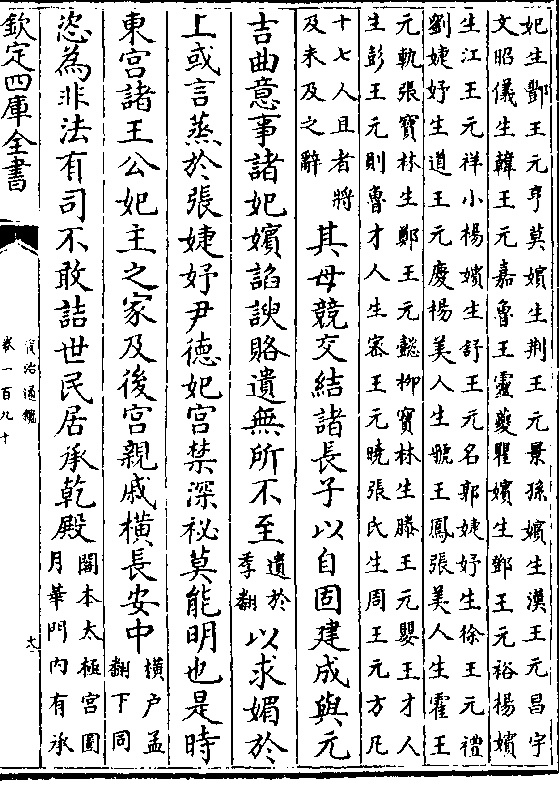 妃生酆王元亨莫嬪生荆王元景孫嬪生漢王元昌宇
文昭儀生韓王元嘉魯王靈夔瞿嬪生鄧王元裕楊嬪
生江王元祥小楊嬪生舒王元名郭婕妤生徐王元禮
劉婕妤生道王元慶楊美人生虢王鳳張美人生霍王
元軌張寶林生鄭王元懿柳寶林生滕王元嬰王才人
生彭王元則魯才人生密王元曉張氏生周王元方凡
十七人且者將
及未及之辭
其母競交結諸長子以自固建成與元
吉曲意事諸妃嬪諂諛賂遺無所不至
遺於
季翻
以求媚於
上或言蒸於張婕妤尹德妃宮禁深祕莫能明也是時
東宮諸王公妃主之家及後宮親戚橫長安中
橫户孟
翻下同
恣為非法有司不敢詰世民居承乾殿
閣本太極宮圖
月華門内有承
欽定四庫全書
資治通鑑
卷一百九十